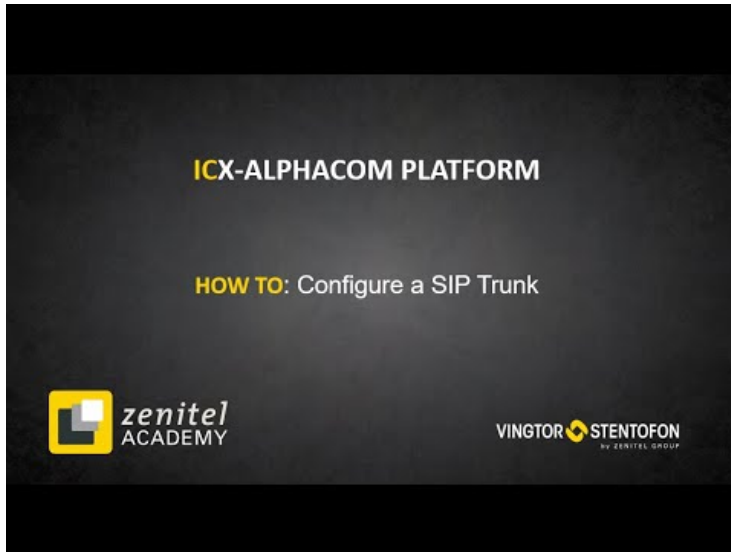 ICX-ALPHACOM PLATFORM
HOW TO: Configure a SIP Trunk
zenitel
ACADEMY
VINGTOR STENTOFON
by ZENITEL GROUP